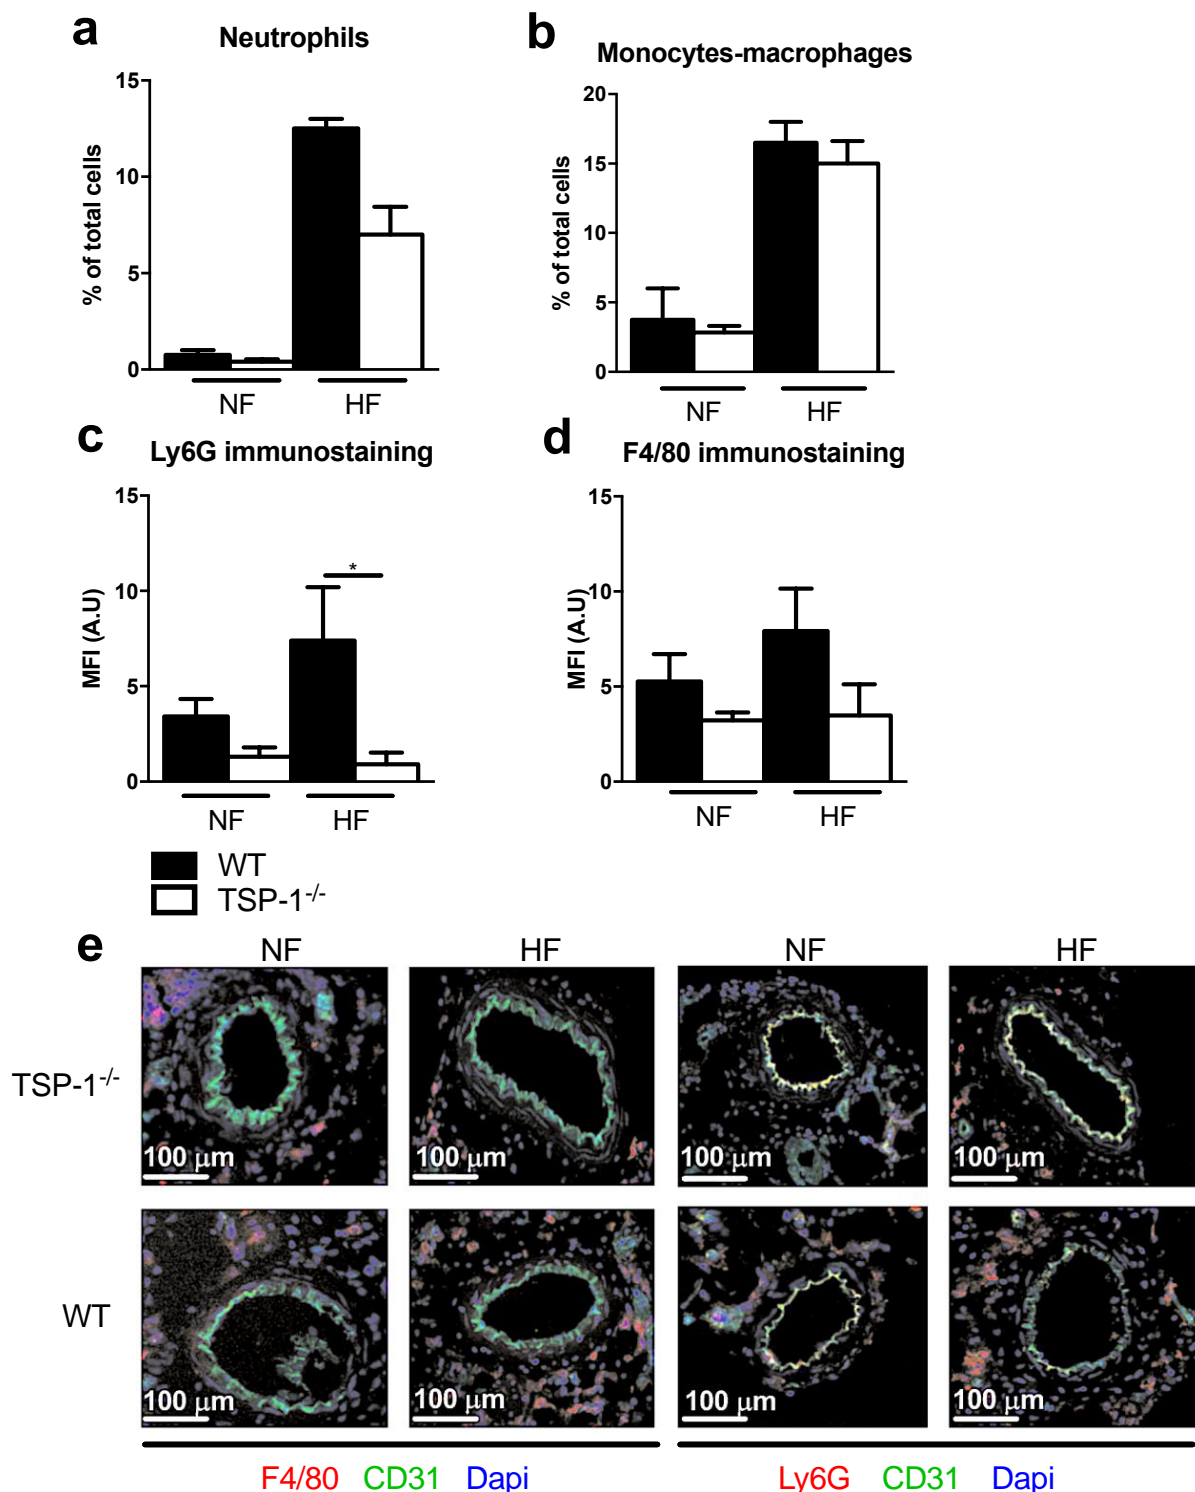 a
Neutrophils
% of total cells
15
10
5
0
NF
HF
b
Monocytes-macrophages
% of total cells
20
15
10
5
0
NF
HF
c
Ly6G immunostaining
MFI (A.U)
15
10
5
0
*
NF
HF
d
F4/80 immunostaining
MFI (A.U)
15
10
5
0
NF
HF
WT
TSP-1-/-
e
NF HF NF HF
TSP-1-/-
100 μm 100 μm 100 μm 100 μm
WT
100 μm 100 μm 100 μm 100 μm
F4/80 CD31 Dapi Ly6G CD31 Dapi